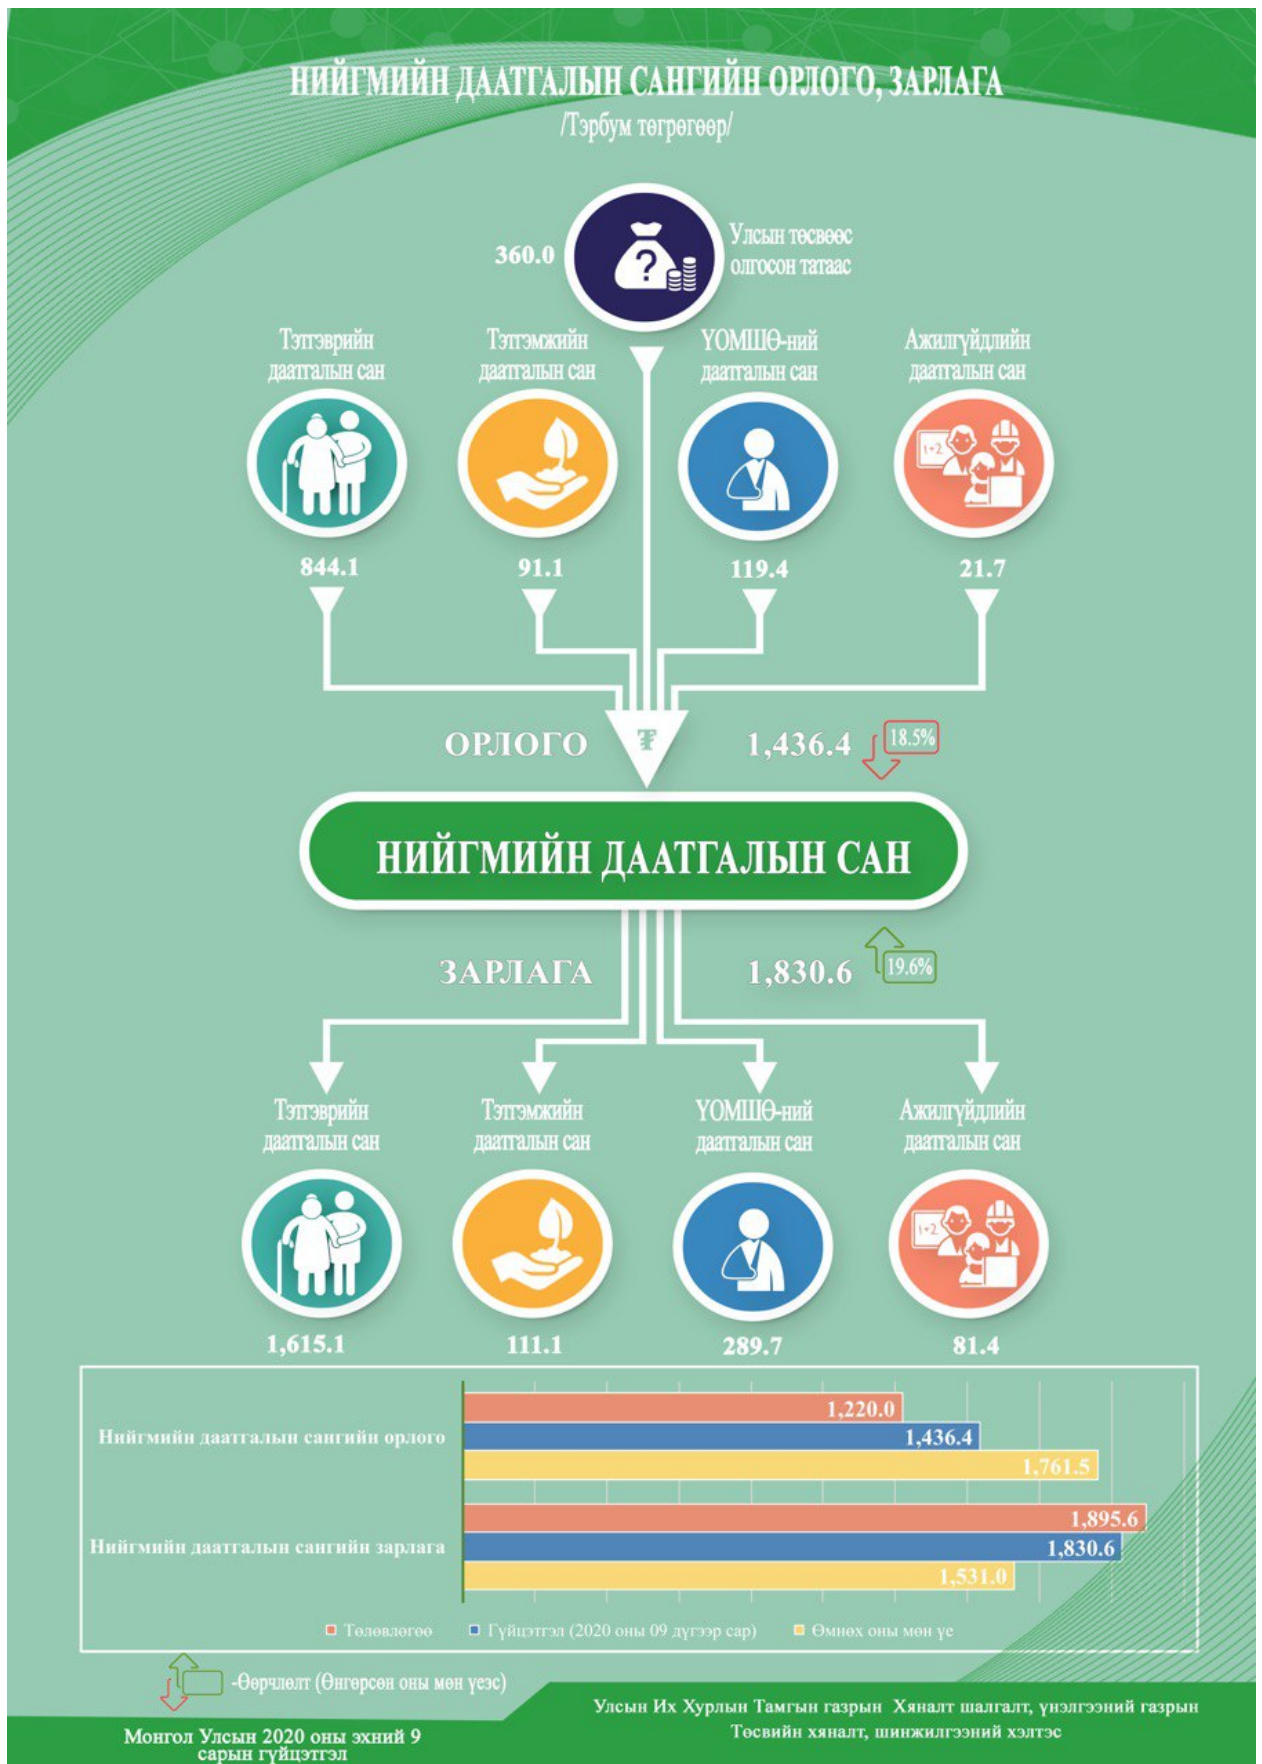 НИЙГМИЙН ДААТГАЛЫН САНГИЙН ОРЛОГО, ЗАРЛАГА
/Тэрбум төгрөгөөр/
360.0
?
Улсын төсвөөс
олгосон татаас
Тэтгэврийн
даатгалын сан
Тэтгэмжийн
даатгалын сан
ҮОМШӨ-ний
даатгалын сан
Ажилгүйдлийн
даатгалын сан
1+2
844.1
91.1
119.4
21.7
ОРЛОГО
₮
1,436.4
18.5%
НИЙГМИЙН ДААТГАЛЫН САН
ЗАРЛАГА
1,830.6
19.6%
Тэтгэврийн
даатгалын сан
Тэтгэмжийн
даатгалын сан
ҮОМШӨ-ний
даатгалын сан
Ажилгүйдлийн
даатгалын сан
1+2
1,615.1
111.1
289.7
81.4
Нийгмийн даатгалын сангийн орлого
1,220.0
1,436.4
1,761.5
Нийгмийн даатгалын сангийн зарлага
1,895.6
1,830.6
1,531.0
Төлөвлөгөө
Гүйцэтгэл (2020 оны 09 дүгээр сар)
Өмнөх оны мөн үе
-Өөрчлөлт (Өнгөрсөн оны мөн үеэс)
Монгол Улсын 2020 оны эхний 9
сарын гүйцэтгэл
Улсын Их Хурлын Тамгын газрын Хяналт шалгалт, үнэлгээний газрын
Төсвийн хяналт, шинжилгээний хэлтэс